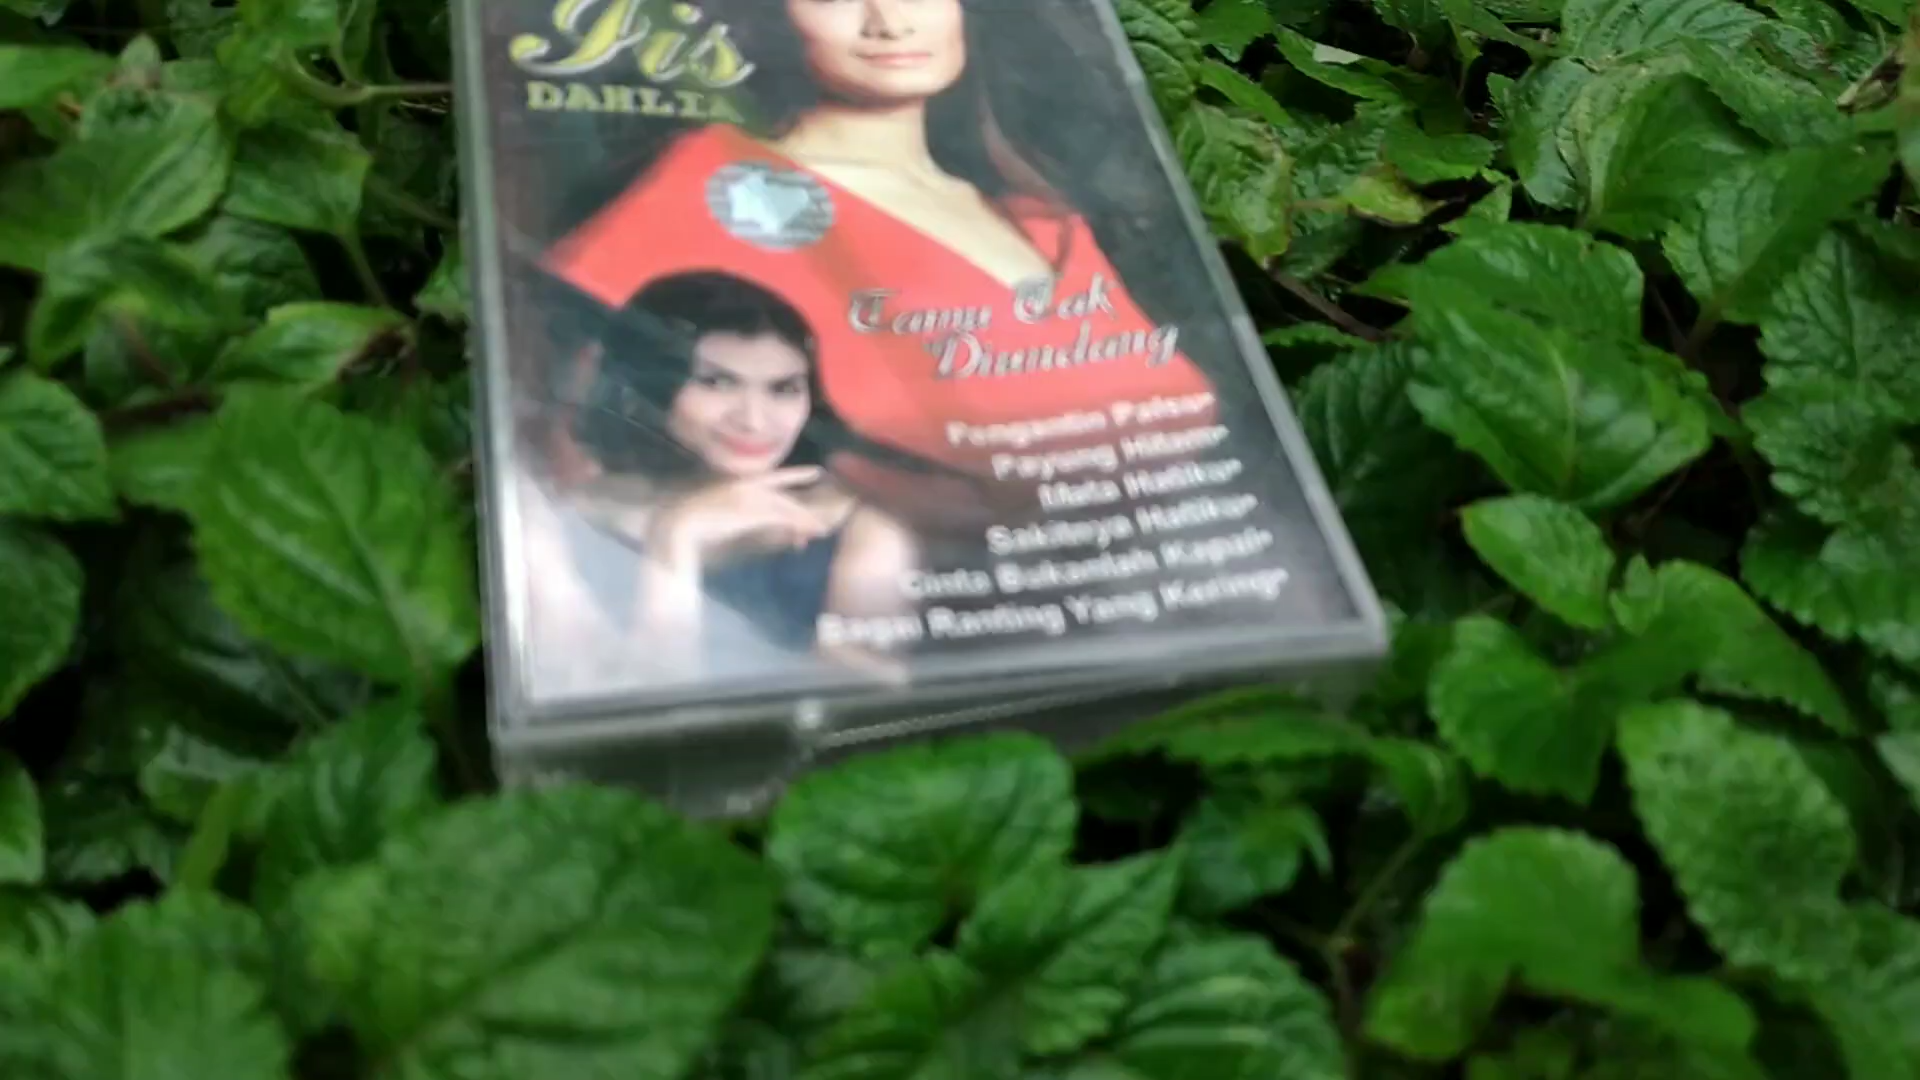 Iis
DAHLIA
Tamu Tak
Diundang
Pengantin Palsu
Payung Hitam
Mata Hatiku
Sakitnya Hatiku
Cinta Bukanlah Kapal
Bagai Ranting Yang Kering